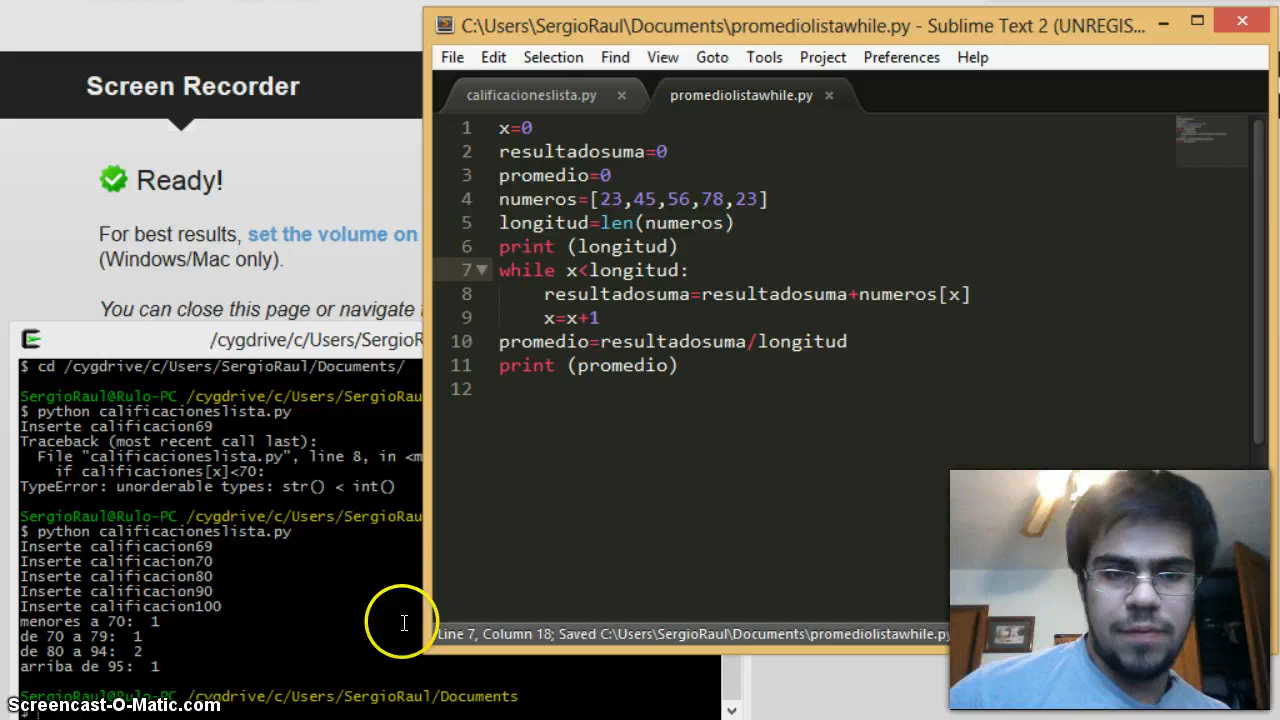 Screen Recorder
Ready!
For best results, set the volume on
(Windows/Mac only).
You can close this page or navigate
C:\Users\SergioRaul\Documents\promediolistawhile.py - Sublime Text 2 (UNREGIS...
File Edit Selection Find View Goto Tools Project Preferences Help
calificacioneslista.py × promediolistawhile.py ×
1 x=0
2 resultadosuma=0
3 promedio=0
4 numeros=[23,45,56,78,23]
5 longitud=len(numeros)
6 print (longitud)
7 while x<longitud:
8 resultadosuma=resultadosuma+numeros[x]
9 x=x+1
10 promedio=resultadosuma/longitud
11 print (promedio)
12
Line 7, Column 18; Saved C:\Users\SergioRaul\Documents\promediolistawhile.py
/cygdrive/c/Users/SergioR
$ cd /cygdrive/c/Users/SergioRaul/Documents/
SergioRaul@Rulo-PC /cygdrive/c/Users/SergioRau
$ python calificacioneslista.py
Inserte calificacion69
Traceback (most recent call last):
File "calificacioneslista.py", line 8, in <m
if calificaciones[x]<70:
TypeError: unorderable types: str() < int()
SergioRaul@Rulo-PC /cygdrive/c/Users/SergioRau
$ python calificacioneslista.py
Inserte calificacion69
Inserte calificacion70
Inserte calificacion80
Inserte calificacion90
Inserte calificacion100
menores a 70: 1
de 70 a 79: 1
de 80 a 94: 2
arriba de 95: 1
SergioRaul@Rulo-PC /cygdrive/c/Users/SergioRaul/Documents
$
Screencast-O-Matic.com